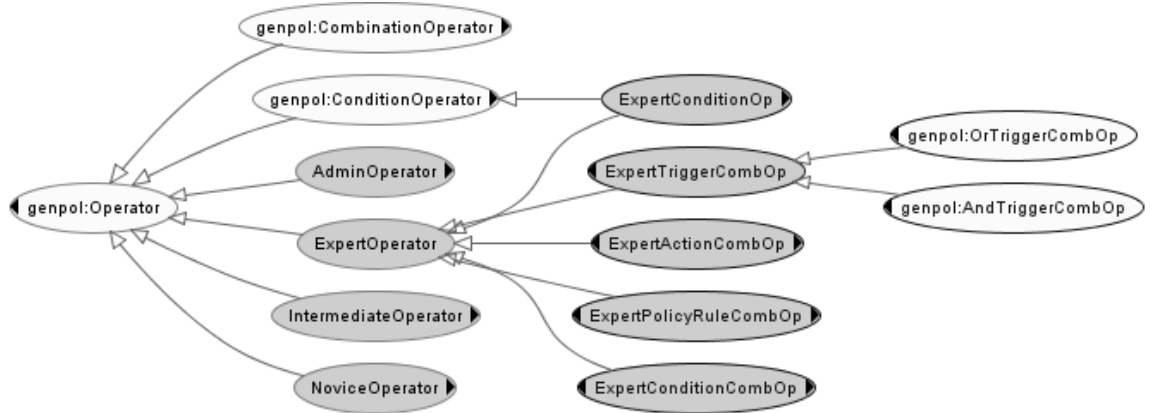 genpol:CombinationOperator
genpol:ConditionOperator
ExpertConditionOp
genpol:OrTriggerCombOp
AdminOperator
ExpertTriggerCombOp
genpol:Operator
genpol:AndTriggerCombOp
ExpertOperator
ExpertActionCombOp
IntermediateOperator
ExpertPolicyRuleCombOp
NoviceOperator
ExpertConditionCombOp